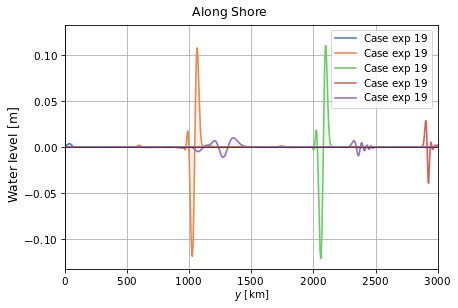 Along Shore
Water level [m]
0.10
0.05
0.00
−0.05
−0.10
Case exp 19
Case exp 19
Case exp 19
Case exp 19
Case exp 19
0 500 1000 1500 2000 2500 3000
y [km]